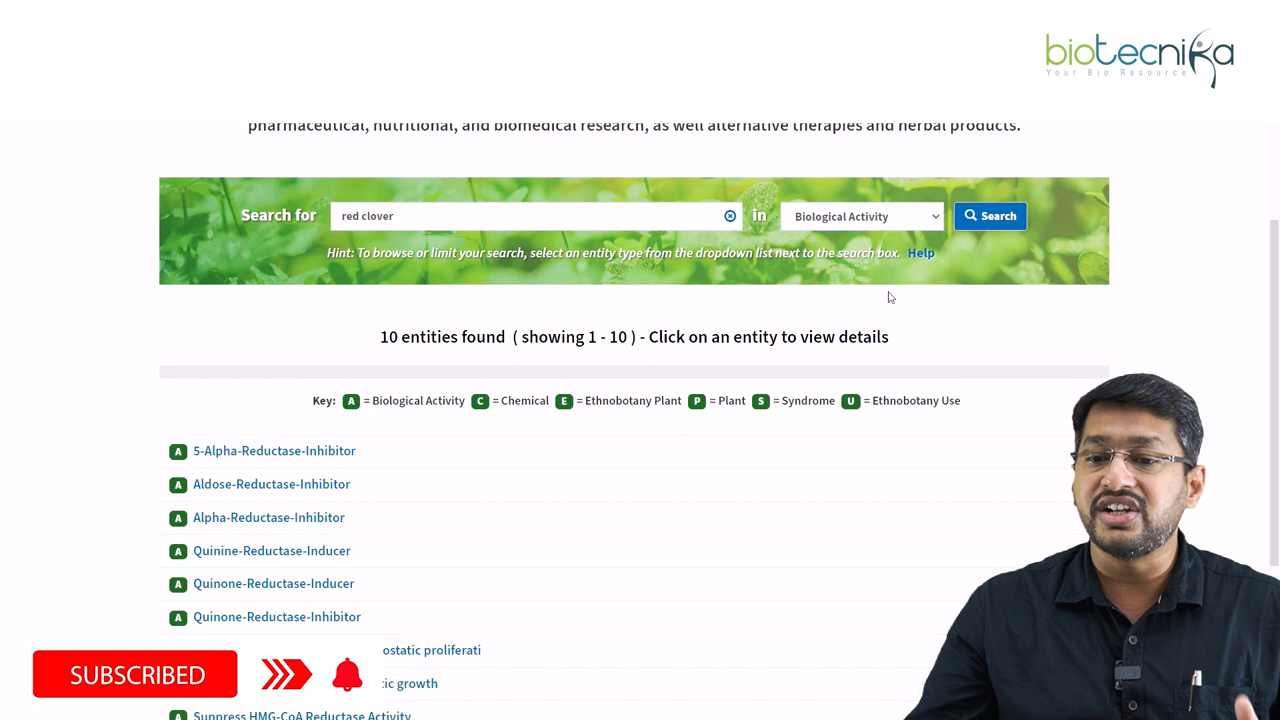 biotecnika
Your Bio Resource
pharmaceutical, nutritional, and biomedical research, as well alternative therapies and herbal products.
Search for red clover in Biological Activity Search
Hint: To browse or limit your search, select an entity type from the dropdown list next to the search box. Help
10 entities found ( showing 1 - 10 ) - Click on an entity to view details
Key: A = Biological Activity C = Chemical E = Ethnobotany Plant P = Plant S = Syndrome U = Ethnobotany Use
A 5-Alpha-Reductase-Inhibitor
A Aldose-Reductase-Inhibitor
A Alpha-Reductase-Inhibitor
A Quinine-Reductase-Inducer
A Quinone-Reductase-Inducer
A Quinone-Reductase-Inhibitor
ostatic proliferati
SUBSCRIBED
tic growth
A Suppress HMG-CoA Reductase Activity